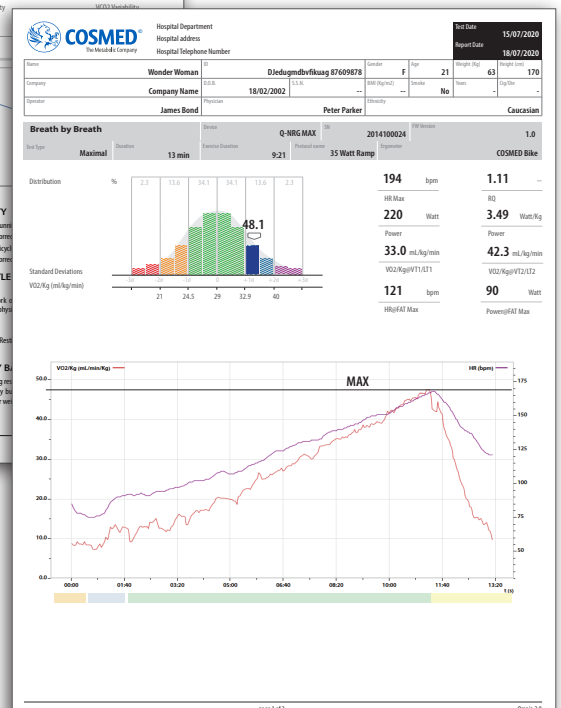 VCO2 Variability
COSMED®
The Metabolic Company
Hospital Department
Hospital address
Hospital Telephone Number
Test Date
15/07/2020
Report Date
18/07/2020
Name
Wonder Woman
ID
DJedugmdbvfikuag 87609878
Gender
F
Age
21
Weight (Kg)
63
Height (cm)
170
Company
Company Name
D.O.B.
18/02/2002
S.S.N.
--
BMI (Kg/m2)
--
Smoke
No
Years
-
Cig/Die
-
Operator
James Bond
Physician
Peter Parker
Ethnicity
Caucasian
Breath by Breath
Device
Q-NRG MAX
SN
2014100024
FW Version
1.0
Test Type
Maximal
Duration
13 min
Exercise Duration
9:21
Protocol name
35 Watt Ramp
Ergometer
COSMED Bike
Distribution % 2.3 13.6 34.1 34.1 13.6 2.3
48.1
Standard Deviations
VO2/Kg (ml/kg/min)
21 24.5 29 32.9 40
194 bpm
HR Max
1.11 --
RQ
220 Watt
Power
3.49 Watt/Kg
Power
33.0 mL/kg/min
VO2/Kg@VT1/LT1
42.3 mL/kg/min
VO2/Kg@VT2/LT2
121 bpm
HR@FAT Max
90 Watt
Power@FAT Max
VO2/Kg (mL/min/Kg)
HR (bpm)
MAX
50.0
40.0
30.0
20.0
10.0
0.0
175
150
125
100
75
50
00:00 01:40 03:20 05:00 06:40 08:20 10:00 11:40 13:20
t (s)